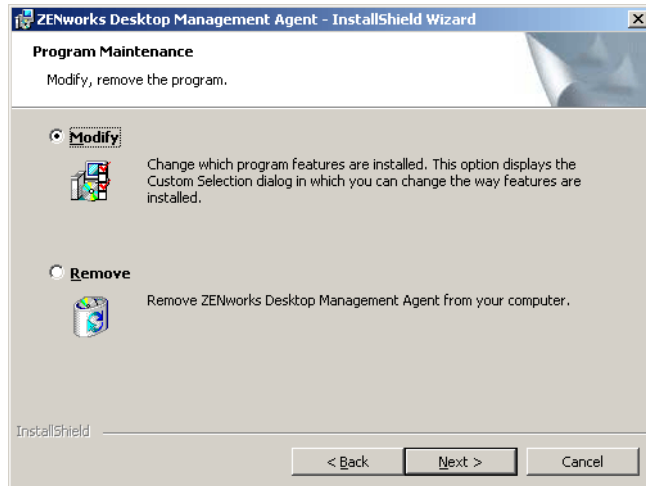 ZENworks Desktop Management Agent - InstallShield Wizard
Program Maintenance
Modify, remove the program.
Modify
Change which program features are installed. This option displays the
Custom Selection dialog in which you can change the way features are
installed.
Remove
Remove ZENworks Desktop Management Agent from your computer.
InstallShield
< Back Next > Cancel